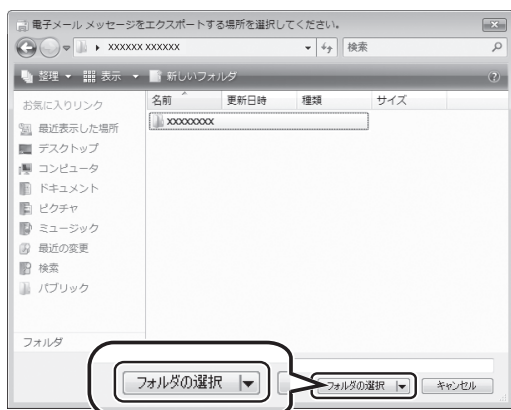 電子メール メッセージをエクスポートする場所を選択してください。
xxxxxx xxxxxx
検索
整理 表示 新しいフォルダ
お気に入りリンク
名前 更新日時 種類 サイズ
xxxxxxxx
最近表示した場所
デスクトップ
コンピュータ
ドキュメント
ピクチャ
ミュージック
最近の変更
検索
パブリック
フォルダ
フォルダの選択
フォルダの選択 キャンセル